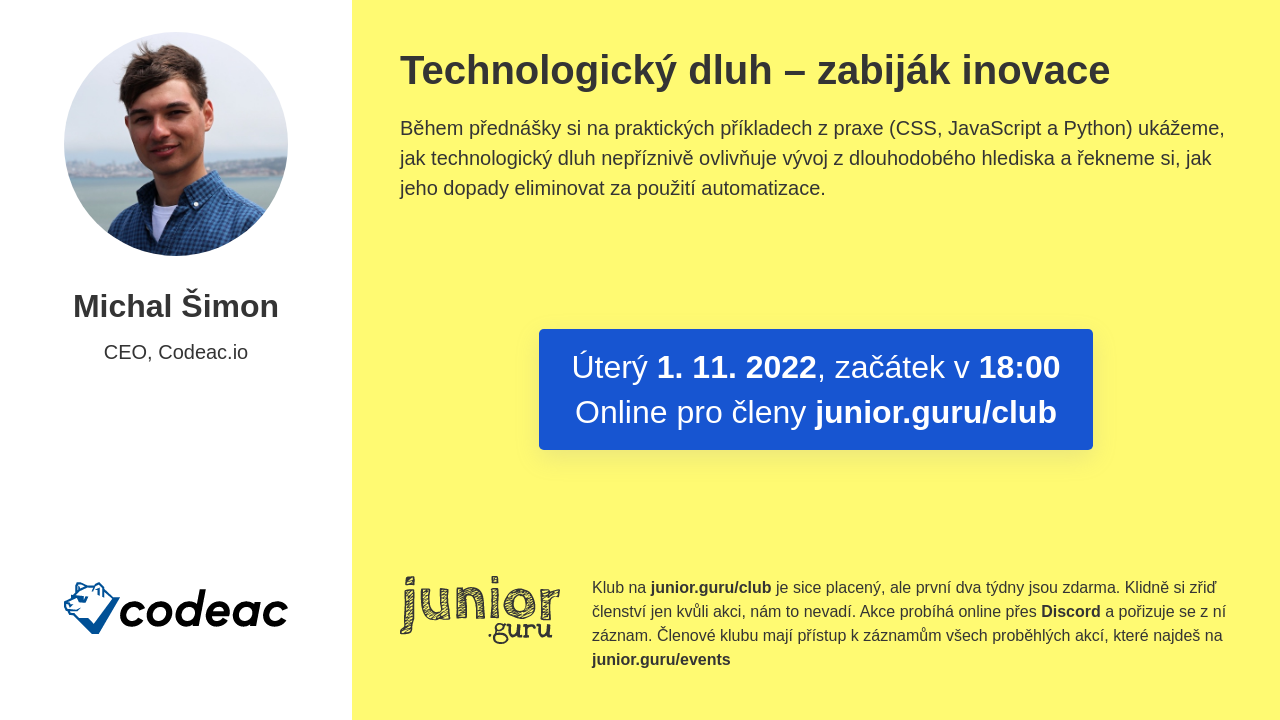 Michal Šimon
CEO, Codeac.io
codeac
Technologický dluh – zabiják inovace
Během přednášky si na praktických příkladech z praxe (CSS, JavaScript a Python) ukážeme,
jak technologický dluh nepříznivě ovlivňuje vývoj z dlouhodobého hlediska a řekneme si, jak
jeho dopady eliminovat za použití automatizace.
Úterý 1. 11. 2022, začátek v 18:00
Online pro členy junior.guru/club
junior
.guru
Klub na junior.guru/club je sice placený, ale první dva týdny jsou zdarma. Klidně si zřiď
členství jen kvůli akci, nám to nevadí. Akce probíhá online přes Discord a pořizuje se z ní
záznam. Členové klubu mají přístup k záznamům všech proběhlých akcí, které najdeš na
junior.guru/events